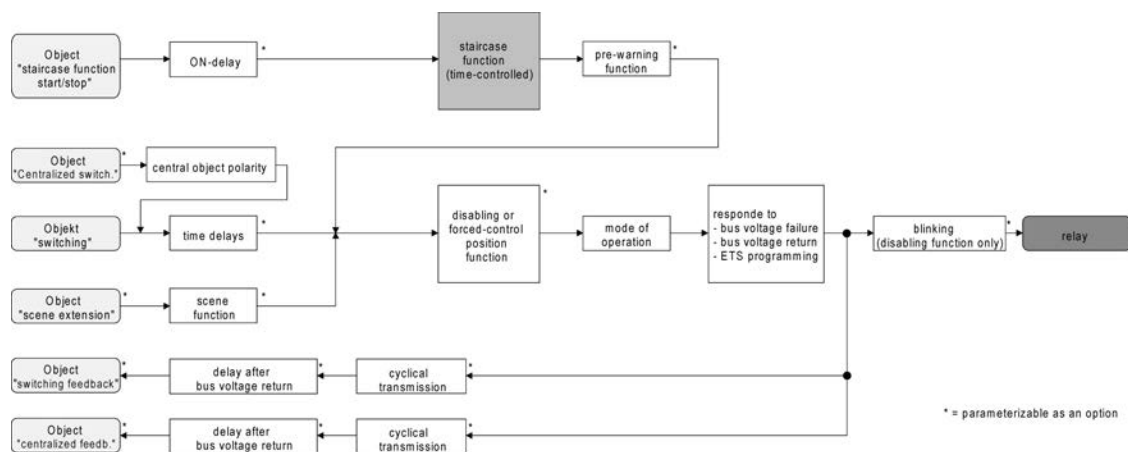 Object
"staircase function
start/stop"
*
ON-delay
*
staircase
function
(time-controlled)
pre-warning
function
*
Object
"Centralized switch."
*
central object polarity
Objekt
"switching"
time delays
*
disabling or
forced-control
position
function
*
mode of
operation
responde to
- bus voltage failure
- bus voltage return
- ETS programming
blinking
(disabling function only)
*
relay
Object
"scene extension"
*
scene
function
*
Object
"switching feedback"
*
delay after
bus voltage return
*
cyclical
transmission
*
Object
"centralized feedb."
*
delay after
bus voltage return
*
cyclical
transmission
*
* = parameterizable as an option